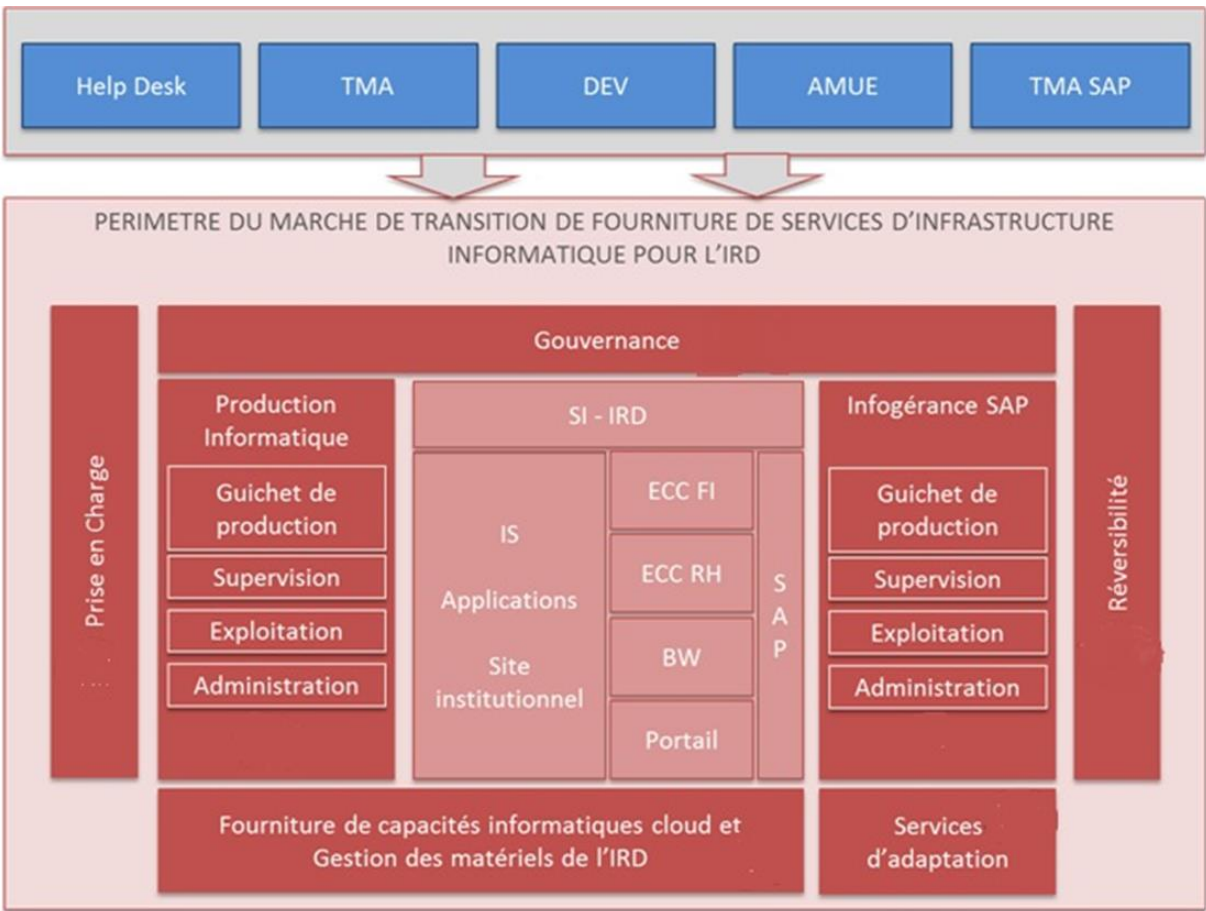 Help Desk
TMA
DEV
AMUE
TMA SAP
PERIMETRE DU MARCHE DE TRANSITION DE FOURNITURE DE SERVICES D’INFRASTRUCTURE
INFORMATIQUE POUR L’IRD
Prise en Charge
Gouvernance
Production
Informatique
Guichet de
production
Supervision
Exploitation
Administration
SI - IRD
IS
Applications
Site
institutionnel
ECC FI
ECC RH
BW
Portail
S
A
P
Infogérance SAP
Guichet de
production
Supervision
Exploitation
Administration
Réversibilité
Fourniture de capacités informatiques cloud et
Gestion des matériels de l’IRD
Services
d’adaptation